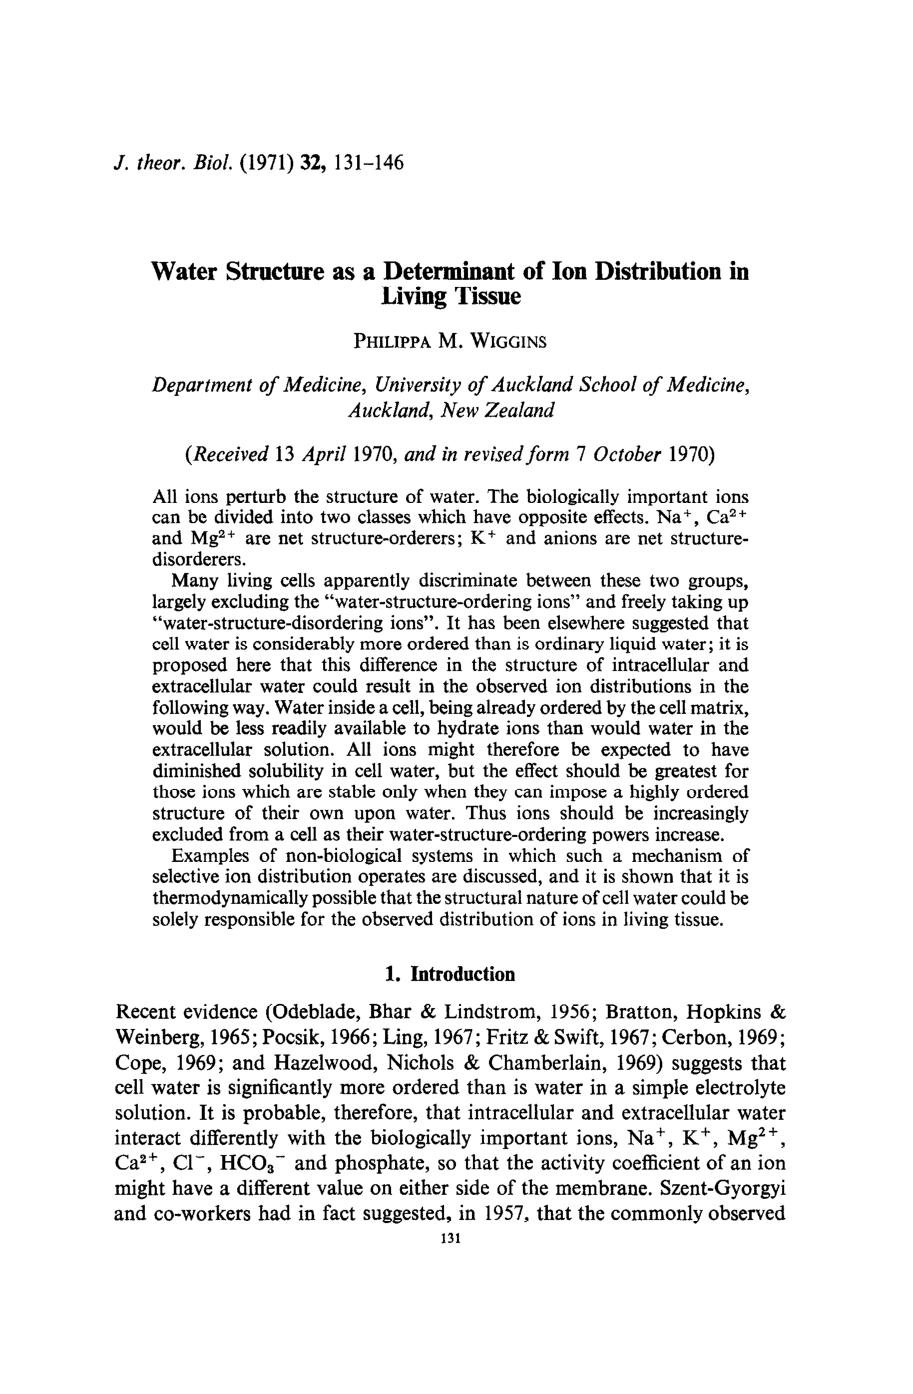 J. theor. Biol. (1971) 32, 131–146
Water Structure as a Determinant of Ion Distribution in
Living Tissue
PHILIPPA M. WIGGINS
Department of Medicine, University of Auckland School of Medicine,
Auckland, New Zealand
(Received 13 April 1970, and in revised form 7 October 1970)
All ions perturb the structure of water. The biologically important ions
can be divided into two classes which have opposite effects. Na⁺, Ca²⁺
and Mg²⁺ are net structure-orderers; K⁺ and anions are net structure-
disorderers.
Many living cells apparently discriminate between these two groups,
largely excluding the “water-structure-ordering ions” and freely taking up
“water-structure-disordering ions”. It has been elsewhere suggested that
cell water is considerably more ordered than is ordinary liquid water; it is
proposed here that this difference in the structure of intracellular and
extracellular water could result in the observed ion distributions in the
following way. Water inside a cell, being already ordered by the cell matrix,
would be less readily available to hydrate ions than would water in the
extracellular solution. All ions might therefore be expected to have
diminished solubility in cell water, but the effect should be greatest for
those ions which are stable only when they can impose a highly ordered
structure of their own upon water. Thus ions should be increasingly
excluded from a cell as their water-structure-ordering powers increase.
Examples of non-biological systems in which such a mechanism of
selective ion distribution operates are discussed, and it is shown that it is
thermodynamically possible that the structural nature of cell water could be
solely responsible for the observed distribution of ions in living tissue.
1. Introduction
Recent evidence (Odeblade, Bhar & Lindstrom, 1956; Bratton, Hopkins &
Weinberg, 1965; Pocsik, 1966; Ling, 1967; Fritz & Swift, 1967; Cerbon, 1969;
Cope, 1969; and Hazelwood, Nichols & Chamberlain, 1969) suggests that
cell water is significantly more ordered than is water in a simple electrolyte
solution. It is probable, therefore, that intracellular and extracellular water
interact differently with the biologically important ions, Na⁺, K⁺, Mg²⁺,
Ca²⁺, Cl⁻, HCO₃⁻ and phosphate, so that the activity coefficient of an ion
might have a different value on either side of the membrane. Szent-Gyorgyi
and co-workers had in fact suggested, in 1957, that the commonly observed
131